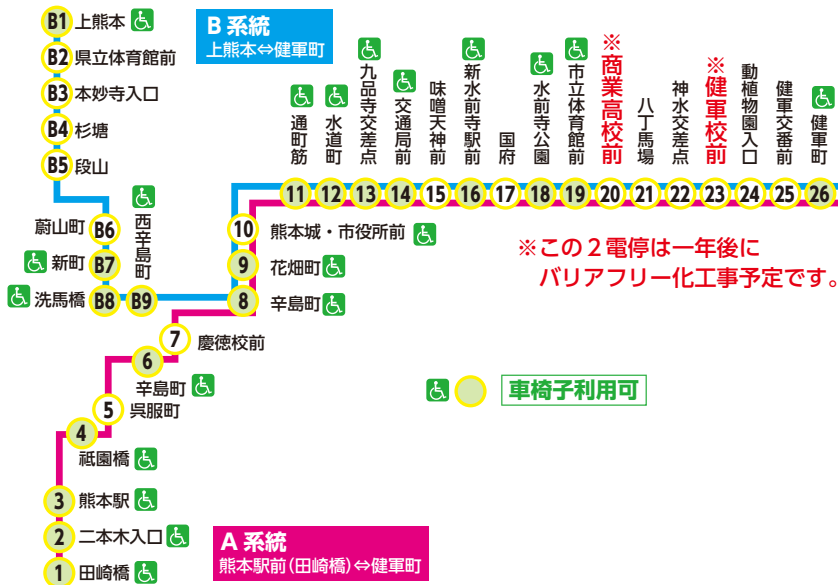 B1 上熊本
B2 県立体育館前
B3 本妙寺入口
B4 杉塘
B5 段山
蔚山町 B6
新町 B7
洗馬橋 B8
B9 西辛島町
B 系統
上熊本⇔健軍町
10 熊本城・市役所前
9 花畑町
8 辛島町
7 慶徳校前
6
辛島町
5 呉服町
4
祇園橋
3 熊本駅
2 二本木入口
1 田崎橋
A 系統
熊本駅前(田崎橋)⇔健軍町
通町筋 11
水道町 12
九品寺交差点 13
交通局前 14
味噌天神前 15
新水前寺駅前 16
国府 17
水前寺公園 18
市立体育館前 19
※商業高校前 20
八丁馬場 21
神水交差点 22
※健軍校前 23
動植物園入口 24
健軍交番前 25
健軍町 26
※この2電停は一年後に
バリアフリー化工事予定です。
車椅子利用可